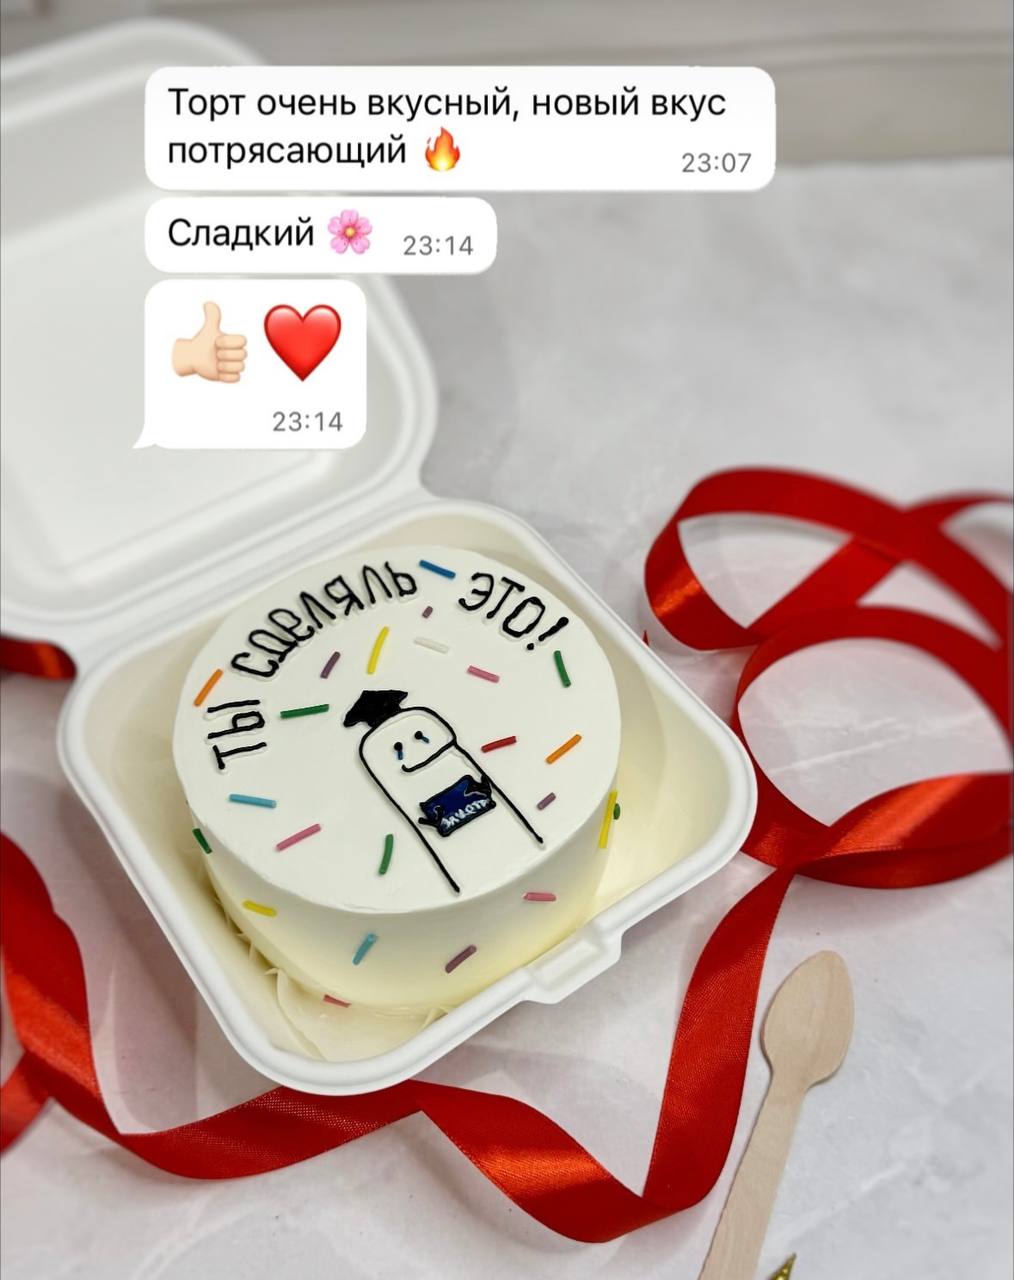 Торт очень вкусный, новый вкус
потрясающий 🔥 23:07
Сладкий 🌸 23:14
👍🏻 ❤️
23:14
ТЫ СДЕЛЯЛЬ ЭТО!